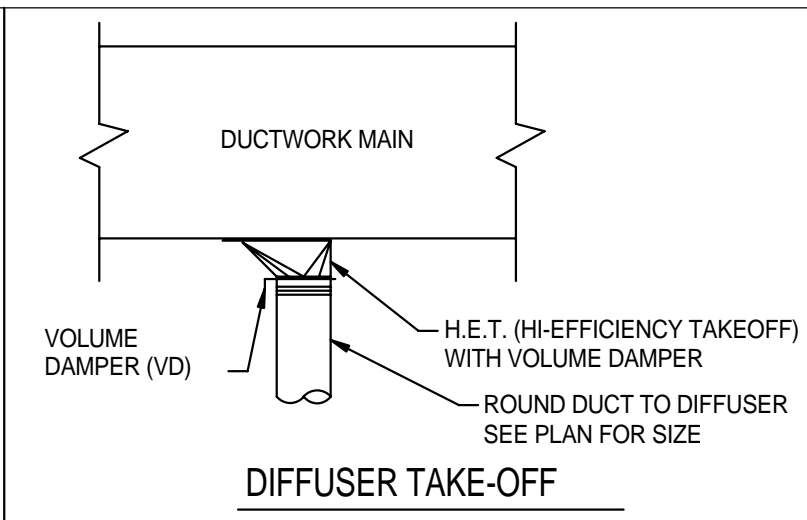 DUCTWORK MAIN
VOLUME
DAMPER (VD)
H.E.T. (HI-EFFICIENCY TAKEOFF)
WITH VOLUME DAMPER
ROUND DUCT TO DIFFUSER
SEE PLAN FOR SIZE
DIFFUSER TAKE-OFF